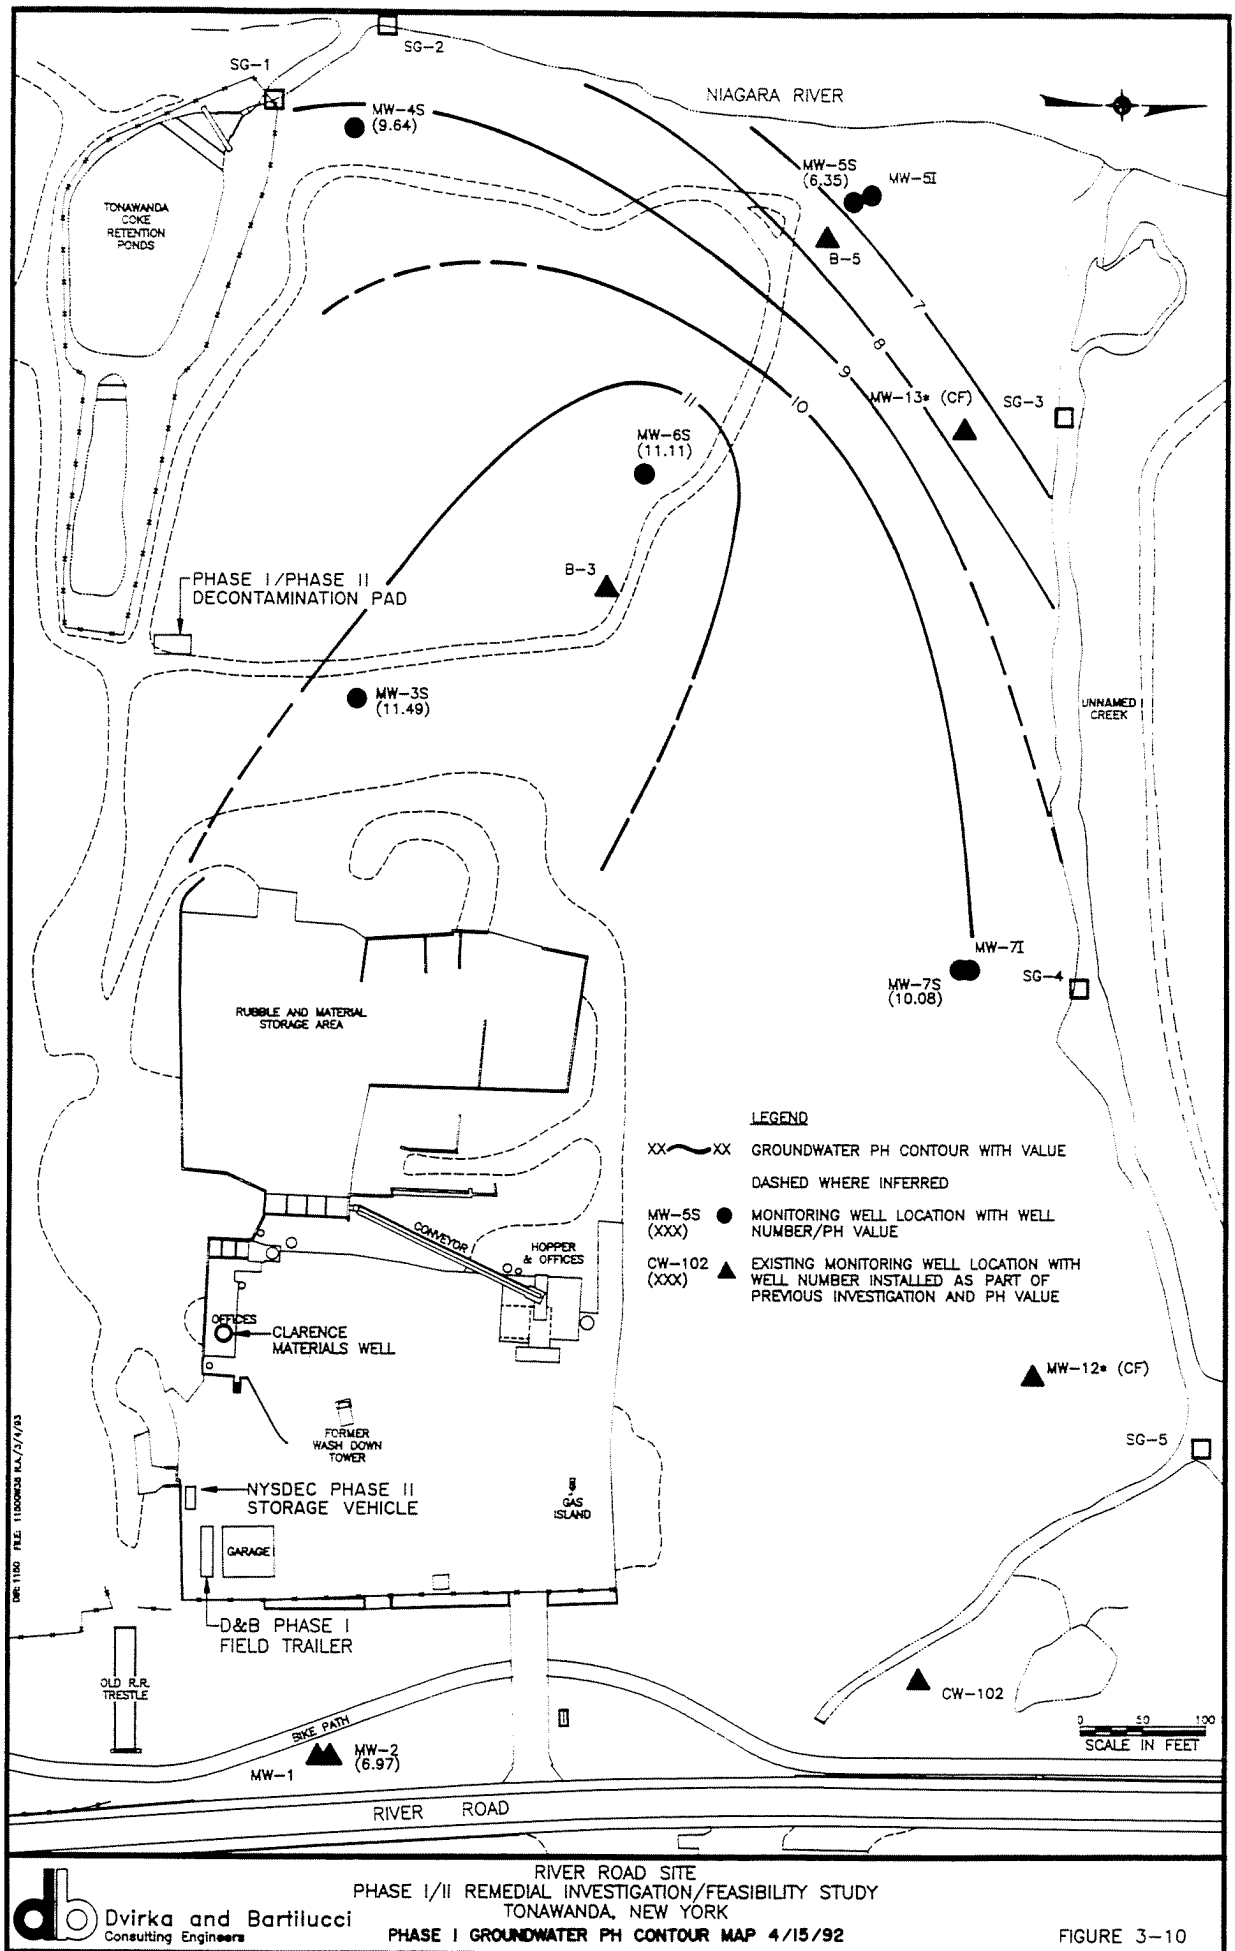 SG-2
SG-1
NIAGARA RIVER
MW-4S
(9.64)
MW-5S
(6.35)
MW-5I
TONAWANDA
COKE
RETENTION
PONDS
B-5
7
8
9
10
11
MW-13* (CF)
SG-3
MW-6S
(11.11)
B-3
PHASE I/PHASE II
DECONTAMINATION PAD
MW-3S
(11.49)
UNNAMED
CREEK
MW-7I
MW-7S
(10.08)
SG-4
RUBBLE AND MATERIAL
STORAGE AREA
LEGEND
XX XX GROUNDWATER PH CONTOUR WITH VALUE
DASHED WHERE INFERRED
MW-5S
(XXX)
MONITORING WELL LOCATION WITH WELL
NUMBER/PH VALUE
CW-102
(XXX)
EXISTING MONITORING WELL LOCATION WITH
WELL NUMBER INSTALLED AS PART OF
PREVIOUS INVESTIGATION AND PH VALUE
CONVEYOR
HOPPER
& OFFICES
OFFICES
CLARENCE
MATERIALS WELL
MW-12* (CF)
FORMER
WASH DOWN
TOWER
SG-5
NYSDEC PHASE II
STORAGE VEHICLE
GAS
ISLAND
GARAGE
D&B PHASE I
FIELD TRAILER
OLD R.R.
TRESTLE
BIKE PATH
MW-1
MW-2
(6.97)
CW-102
0 50 100
SCALE IN FEET
RIVER ROAD
db
Dvirka and Bartilucci
Consulting Engineers
RIVER ROAD SITE
PHASE I/II REMEDIAL INVESTIGATION/FEASIBILITY STUDY
TONAWANDA, NEW YORK
PHASE I GROUNDWATER PH CONTOUR MAP 4/15/92
FIGURE 3-10